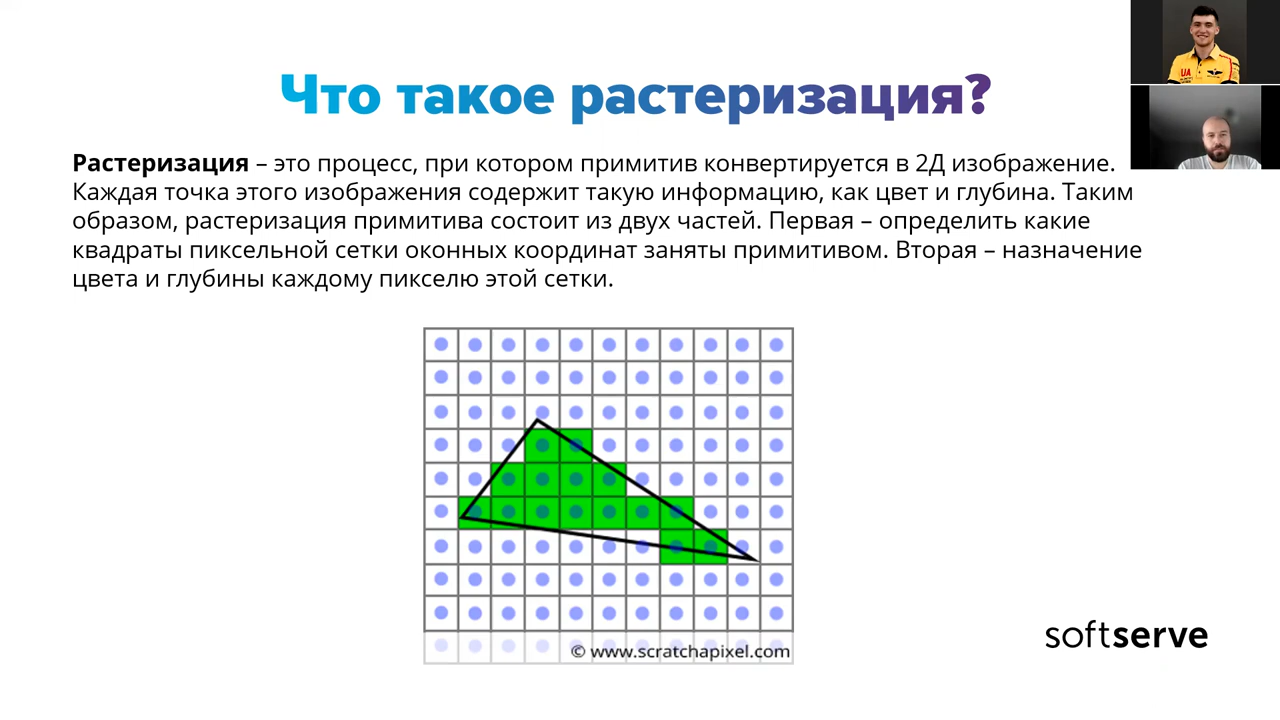 Что такое растеризация?
Растеризация – это процесс, при котором примитив конвертируется в 2Д изображение.
Каждая точка этого изображения содержит такую информацию, как цвет и глубина. Таким
образом, растеризация примитива состоит из двух частей. Первая – определить какие
квадраты пиксельной сетки оконных координат заняты примитивом. Вторая – назначение
цвета и глубины каждому пикселю этой сетки.
UA
© www.scratchapixel.com
softserve